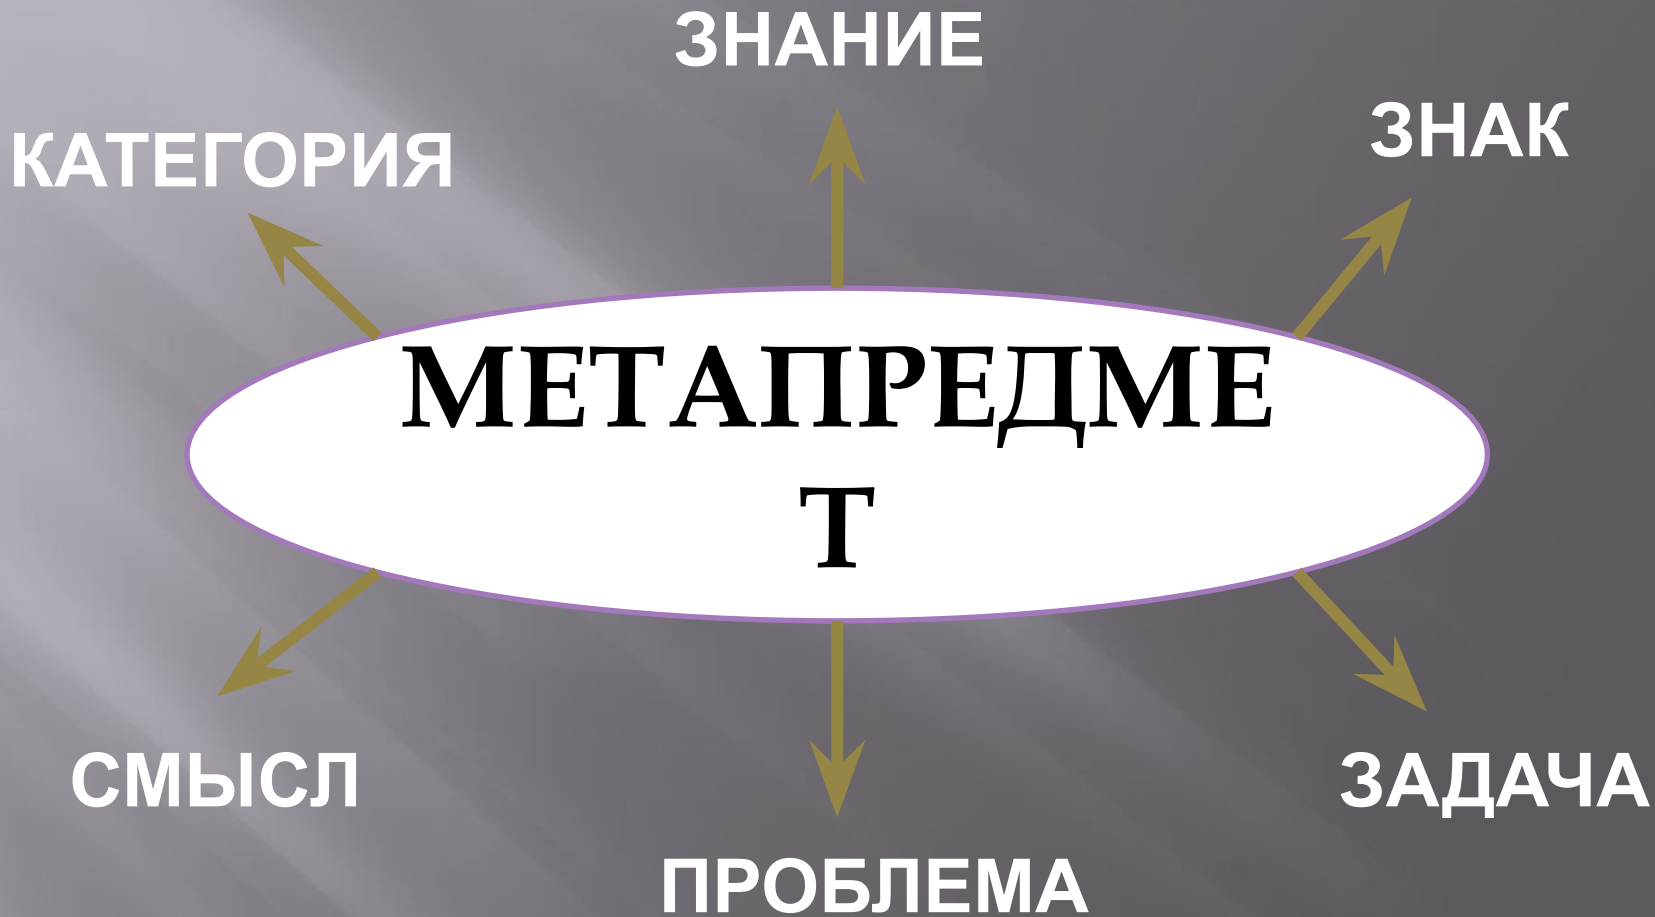 ЗНАНИЕ
ЗНАК
КАТЕГОРИЯ
МЕТАПРЕДМЕ
Т
СМЫСЛ
ЗАДАЧА
ПРОБЛЕМА